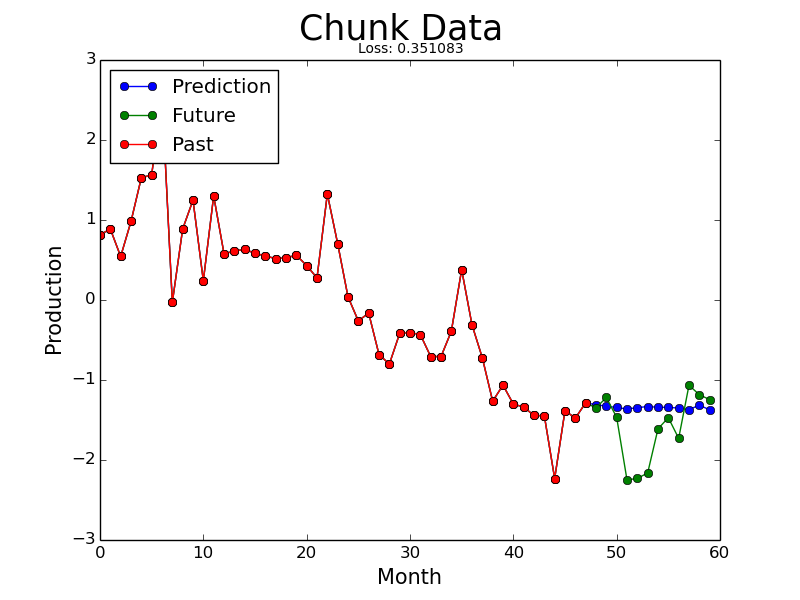 Chunk Data
Loss: 0.351083
Prediction
Future
Past
3
2
1
0
−1
−2
−3
0 10 20 30 40 50 60
Production
Month